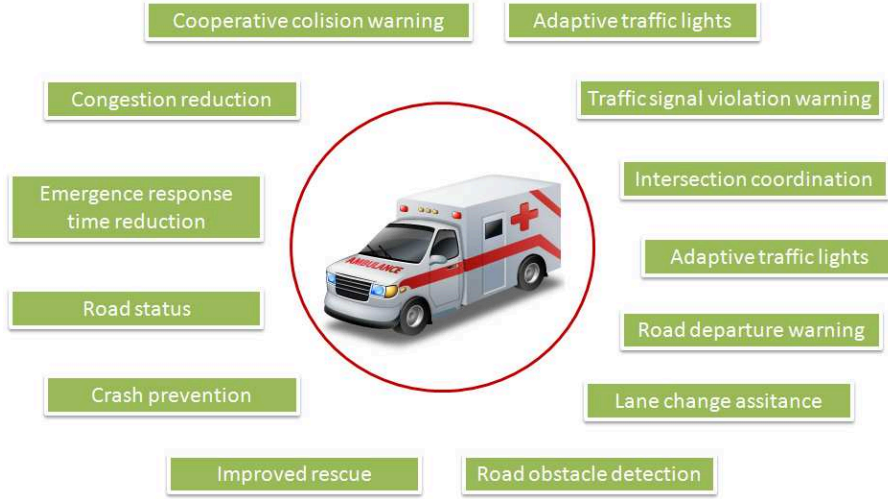 Cooperative colision warning
Adaptive traffic lights
Congestion reduction
Traffic signal violation warning
Emergence response
time reduction
Intersection coordination
Adaptive traffic lights
Road status
Road departure warning
Crash prevention
Lane change assitance
Improved rescue
Road obstacle detection
AMBULANCE